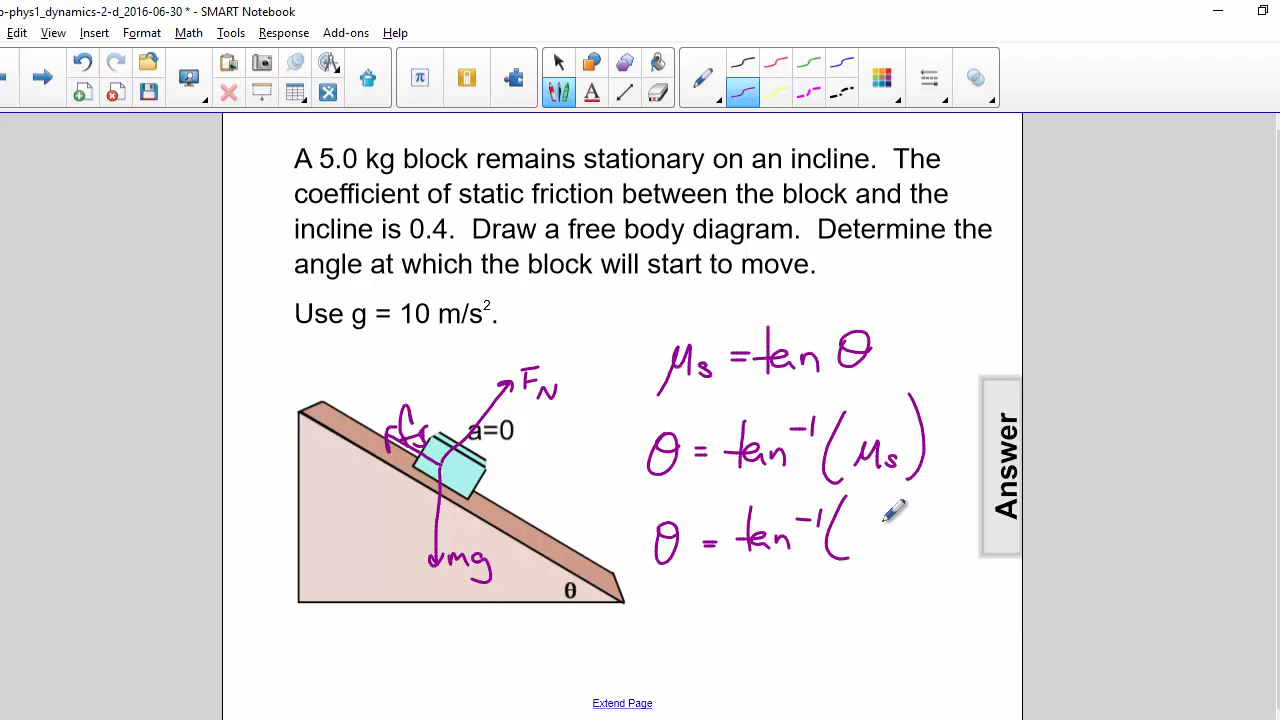 o-phys1_dynamics-2-d_2016-06-30 * - SMART Notebook
Edit View Insert Format Math Tools Response Add-ons Help
π
A
A 5.0 kg block remains stationary on an incline. The
coefficient of static friction between the block and the
incline is 0.4. Draw a free body diagram. Determine the
angle at which the block will start to move.
Use g = 10 m/s².
μs = tan θ
FN
fs
a=0
θ = tan⁻¹(μs)
Answer
θ = tan⁻¹(
mg
θ
Extend Page